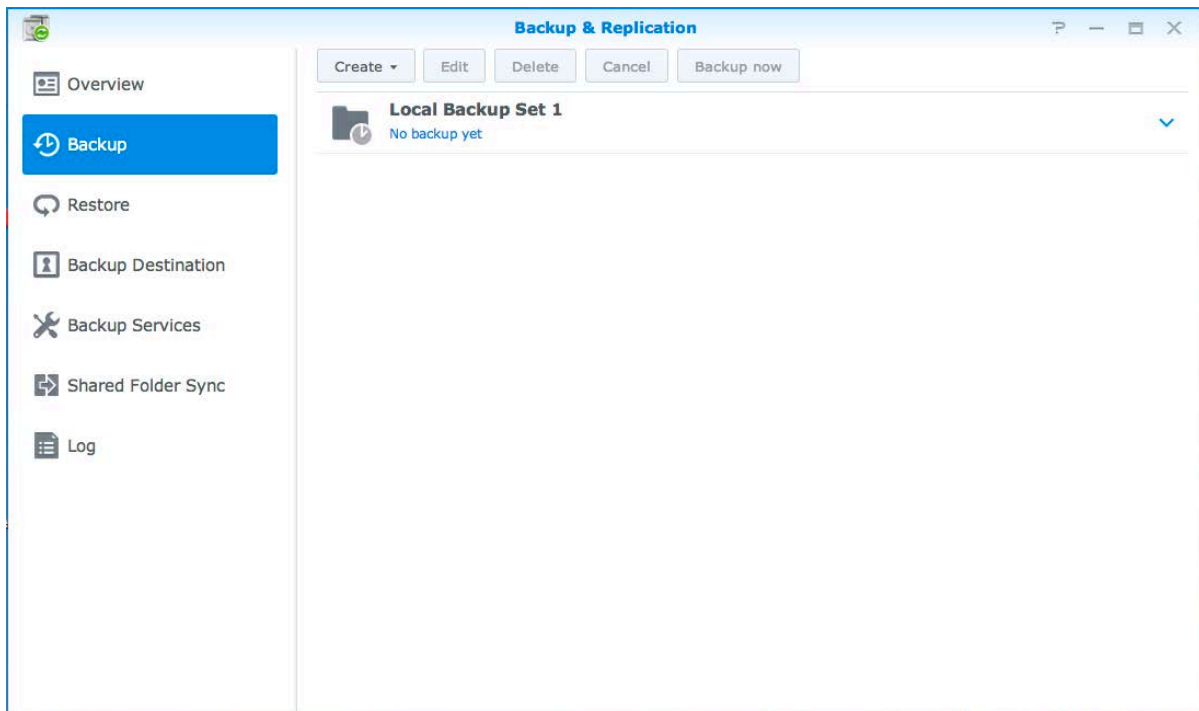 Backup & Replication
Overview
Backup
Restore
Backup Destination
Backup Services
Shared Folder Sync
Log
Create Edit Delete Cancel Backup now
Local Backup Set 1
No backup yet